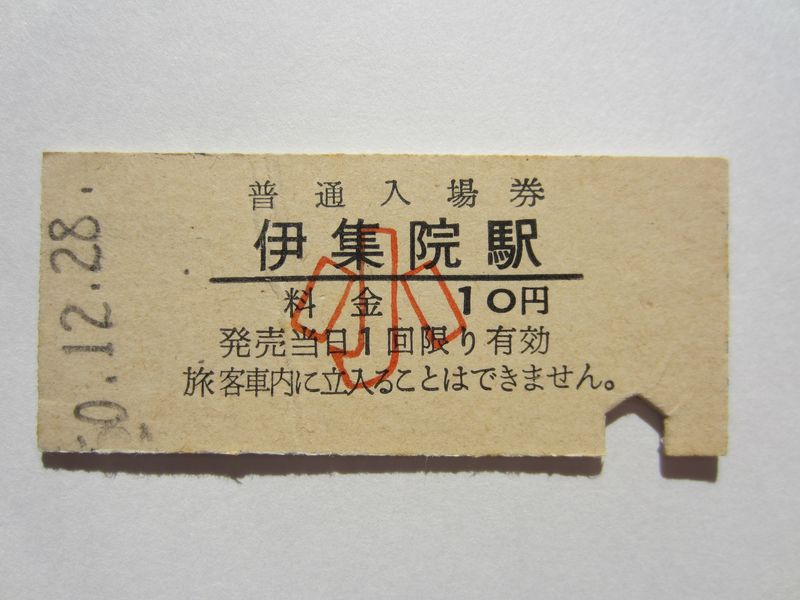 普通入場券
伊集院駅
小
料金 10円
発売当日1回限り有効
旅客車内に立入ることはできません。
50.12.28.